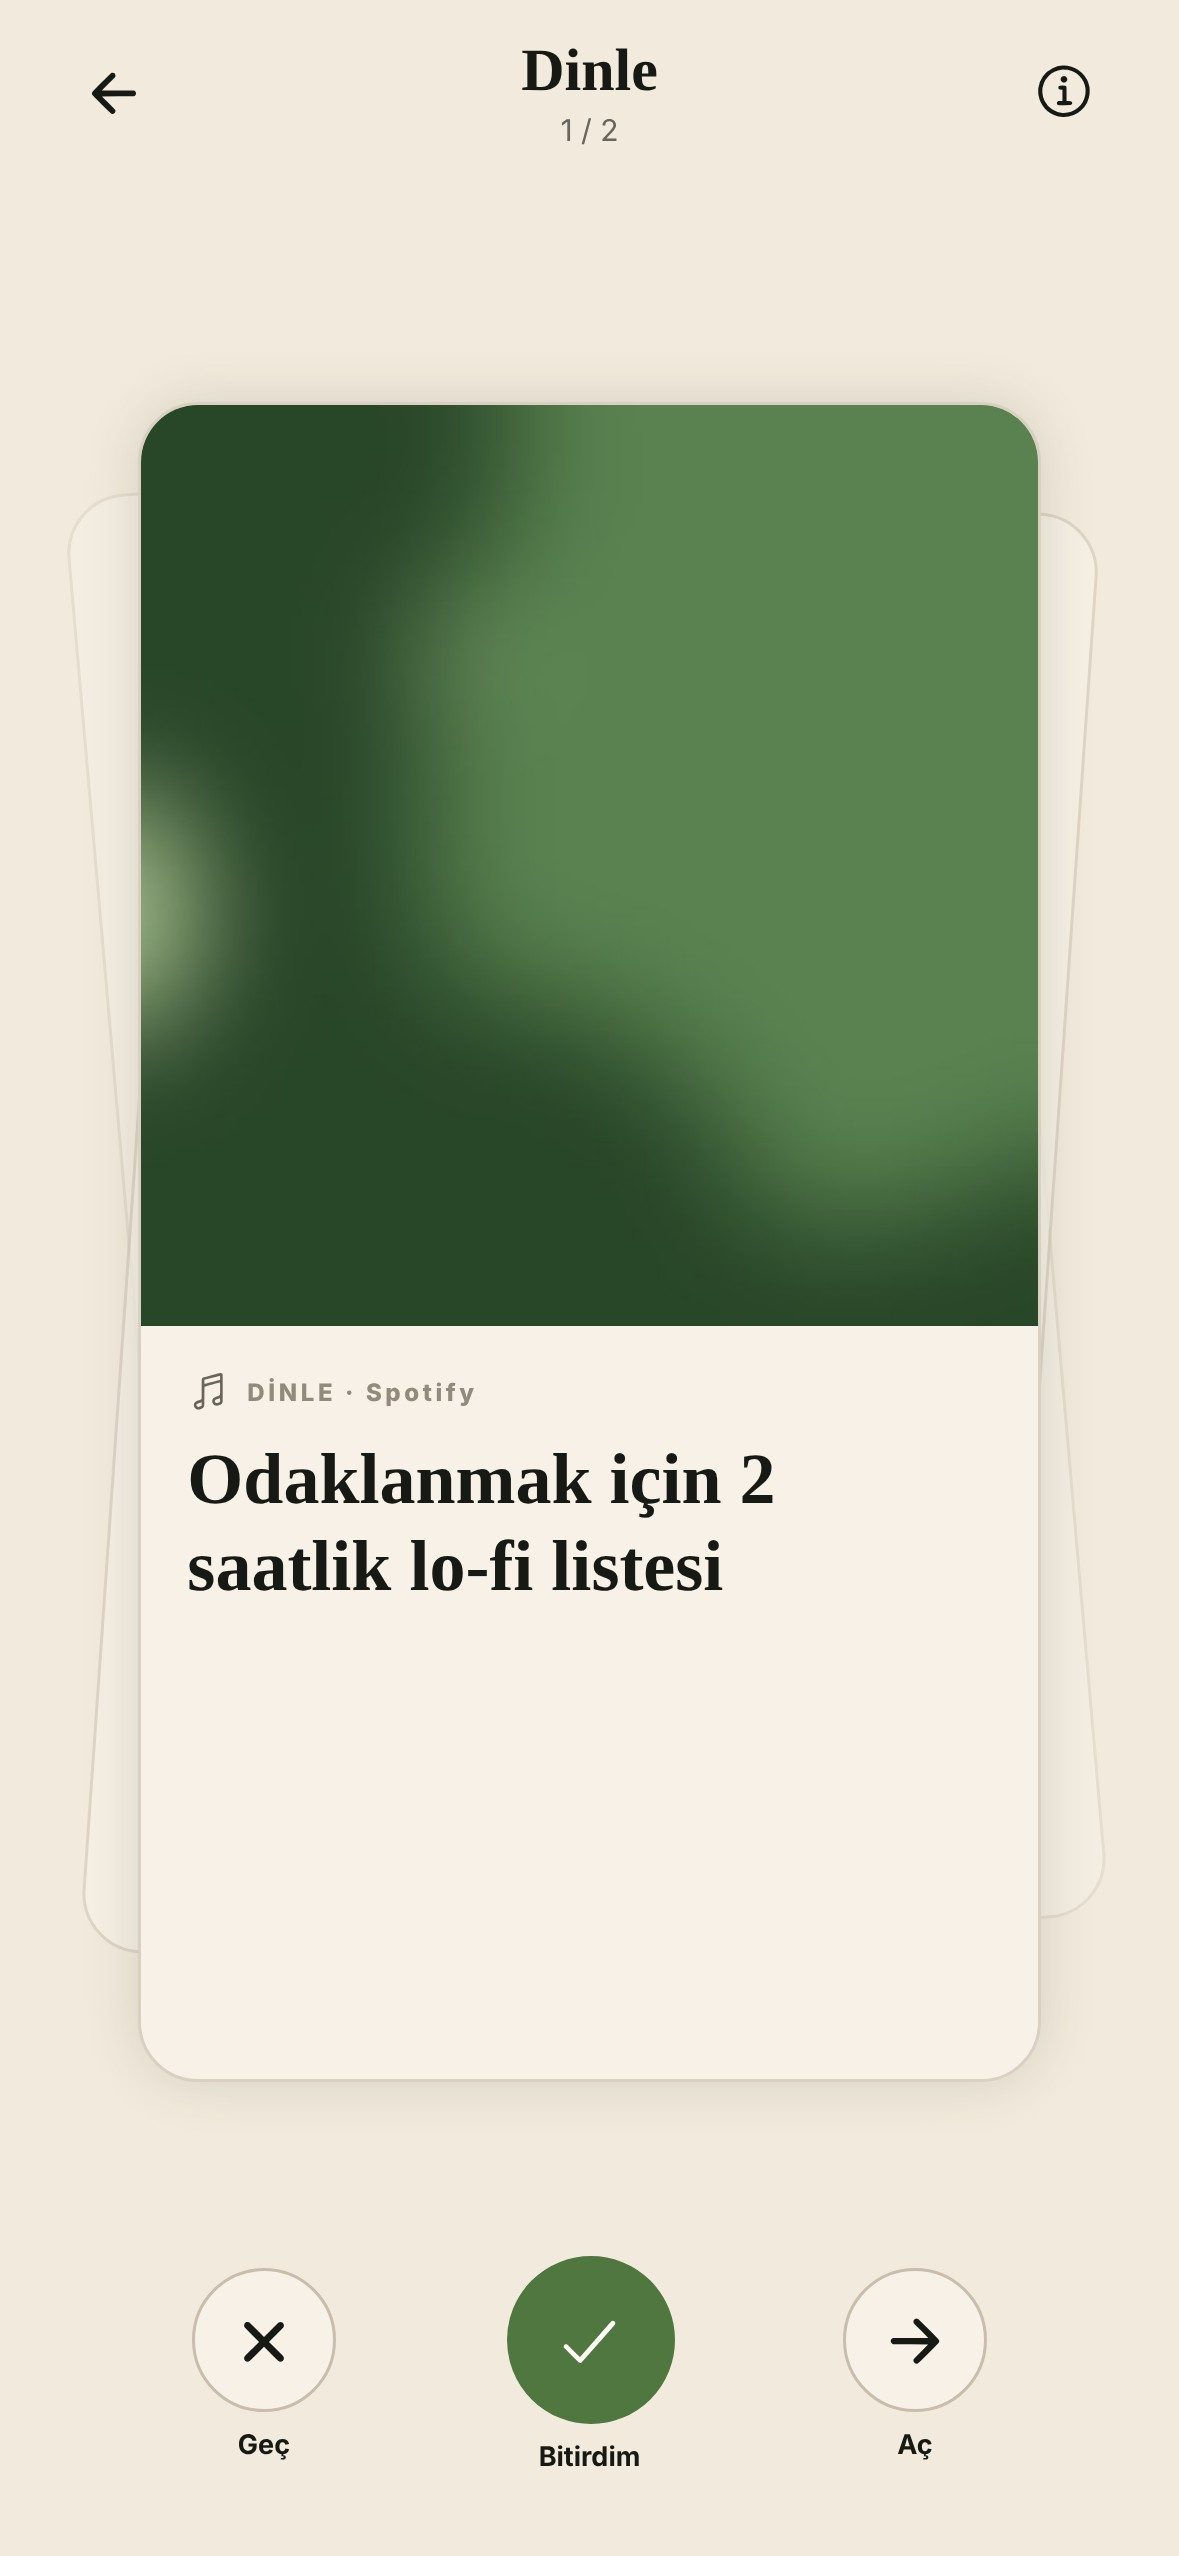 Dinle
1 / 2
DİNLE · Spotify
Odaklanmak için 2
saatlik lo-fi listesi
Geç
Bitirdim
Aç